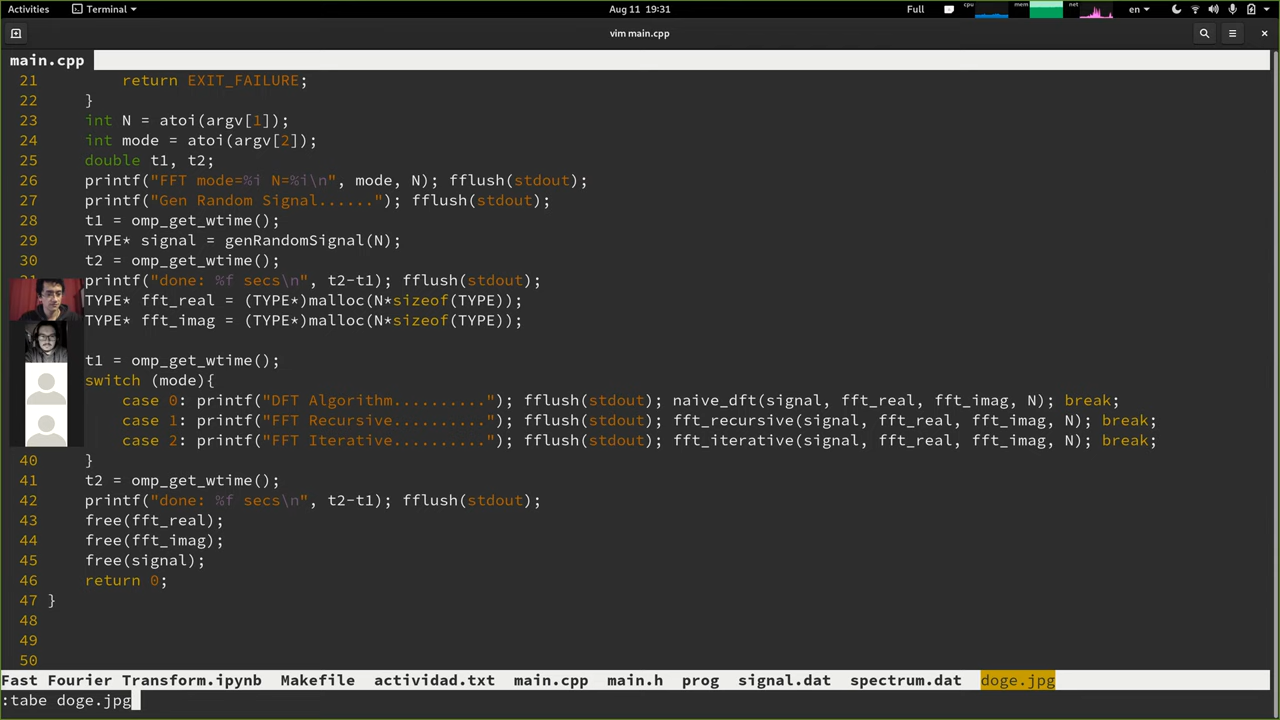 Activities Terminal Aug 11 19:31 Full cpu mem net en
vim main.cpp
main.cpp
21 return EXIT_FAILURE;
22 }
23 int N = atoi(argv[1]);
24 int mode = atoi(argv[2]);
25 double t1, t2;
26 printf("FFT mode=%i N=%i\n", mode, N); fflush(stdout);
27 printf("Gen Random Signal......"); fflush(stdout);
28 t1 = omp_get_wtime();
29 TYPE* signal = genRandomSignal(N);
30 t2 = omp_get_wtime();
printf("done: %f secs\n", t2-t1); fflush(stdout);
TYPE* fft_real = (TYPE*)malloc(N*sizeof(TYPE));
TYPE* fft_imag = (TYPE*)malloc(N*sizeof(TYPE));
t1 = omp_get_wtime();
switch (mode){
case 0: printf("DFT Algorithm.........."); fflush(stdout); naive_dft(signal, fft_real, fft_imag, N); break;
case 1: printf("FFT Recursive.........."); fflush(stdout); fft_recursive(signal, fft_real, fft_imag, N); break;
case 2: printf("FFT Iterative.........."); fflush(stdout); fft_iterative(signal, fft_real, fft_imag, N); break;
40 }
41 t2 = omp_get_wtime();
42 printf("done: %f secs\n", t2-t1); fflush(stdout);
43 free(fft_real);
44 free(fft_imag);
45 free(signal);
46 return 0;
47 }
48
49
50
Fast Fourier Transform.ipynb Makefile actividad.txt main.cpp main.h prog signal.dat spectrum.dat doge.jpg
:tabe doge.jpg